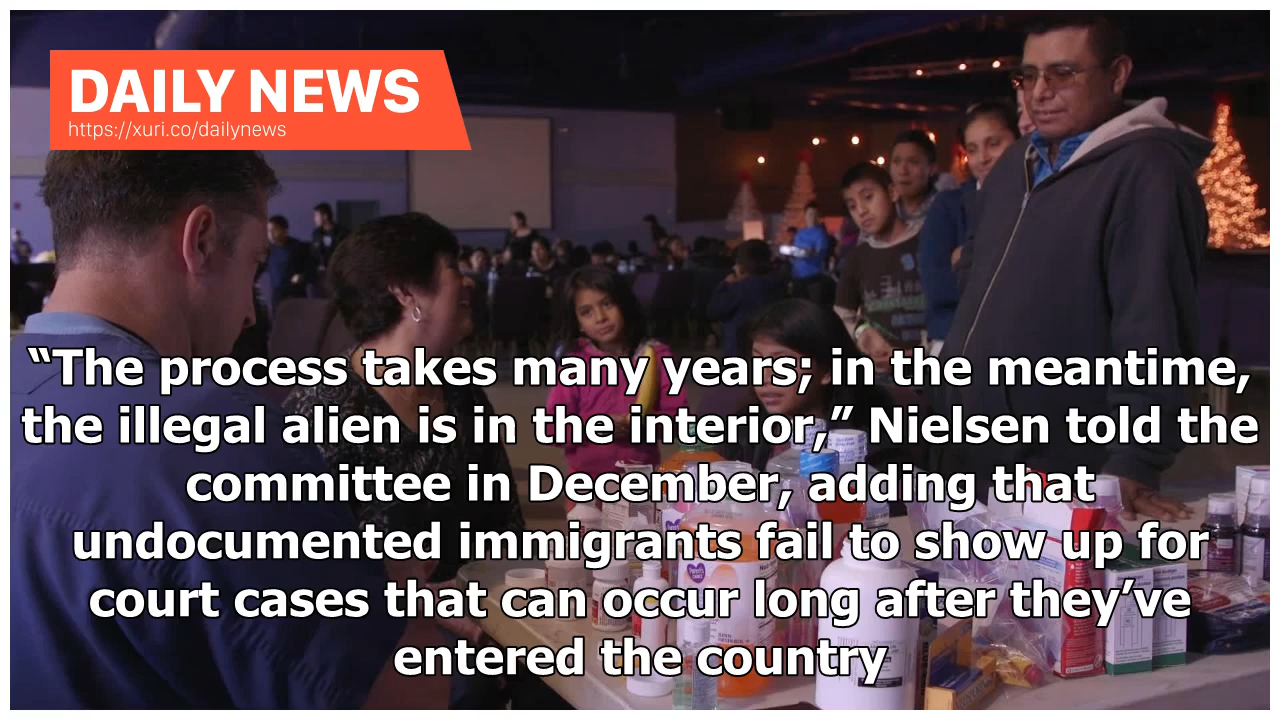 DAILY NEWS
https://xuri.co/dailynews
“The process takes many years; in the meantime,
the illegal alien is in the interior,” Nielsen told the
committee in December, adding that
undocumented immigrants fail to show up for
court cases that can occur long after they’ve
entered the country